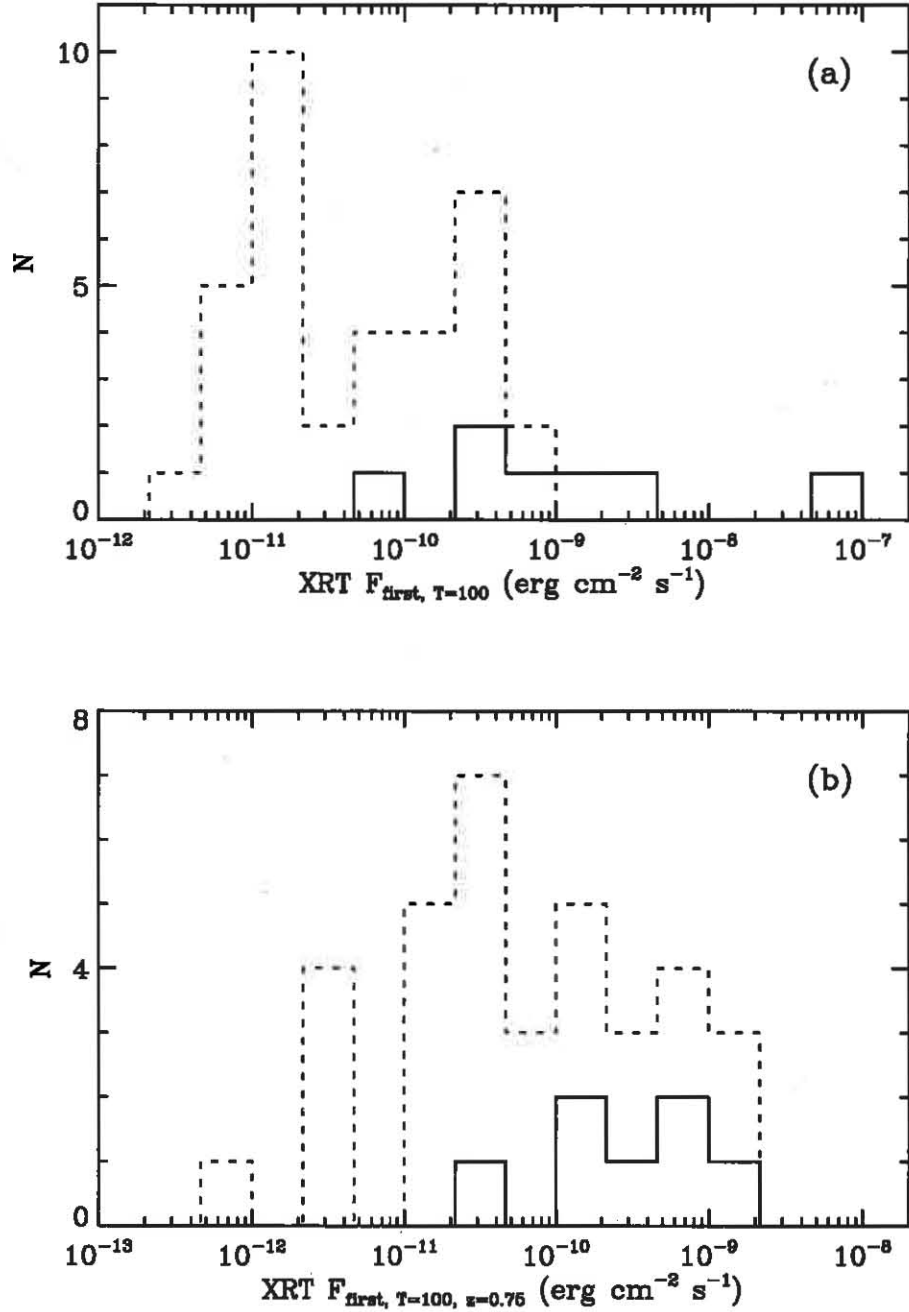 (a)
10
5
0
N
10⁻¹² 10⁻¹¹ 10⁻¹⁰ 10⁻⁹ 10⁻⁸ 10⁻⁷
XRT F_first, T=100 (erg cm⁻² s⁻¹)
(b)
8
4
0
N
10⁻¹³ 10⁻¹² 10⁻¹¹ 10⁻¹⁰ 10⁻⁹ 10⁻⁸
XRT F_first, T=100, z=0.75 (erg cm⁻² s⁻¹)